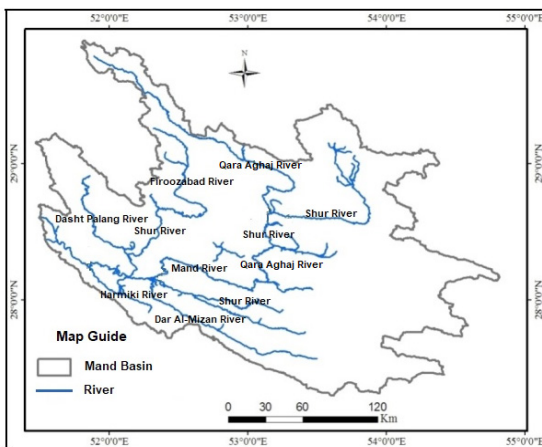 52°0'0"E
53°0'0"E
54°0'0"E
55°0'0"E
N
29°0'0"N
29°0'0"N
Qara Aghaj River
Firoozabad River
Dasht Palang River
Shur River
Shur River
Shur River
Mand River
Qara Aghaj River
Harmiki River
Shur River
28°0'0"N
28°0'0"N
Dar Al-Mizan River
Map Guide
Mand Basin
River
0 30 60 120
Km
52°0'0"E
53°0'0"E
54°0'0"E
55°0'0"E